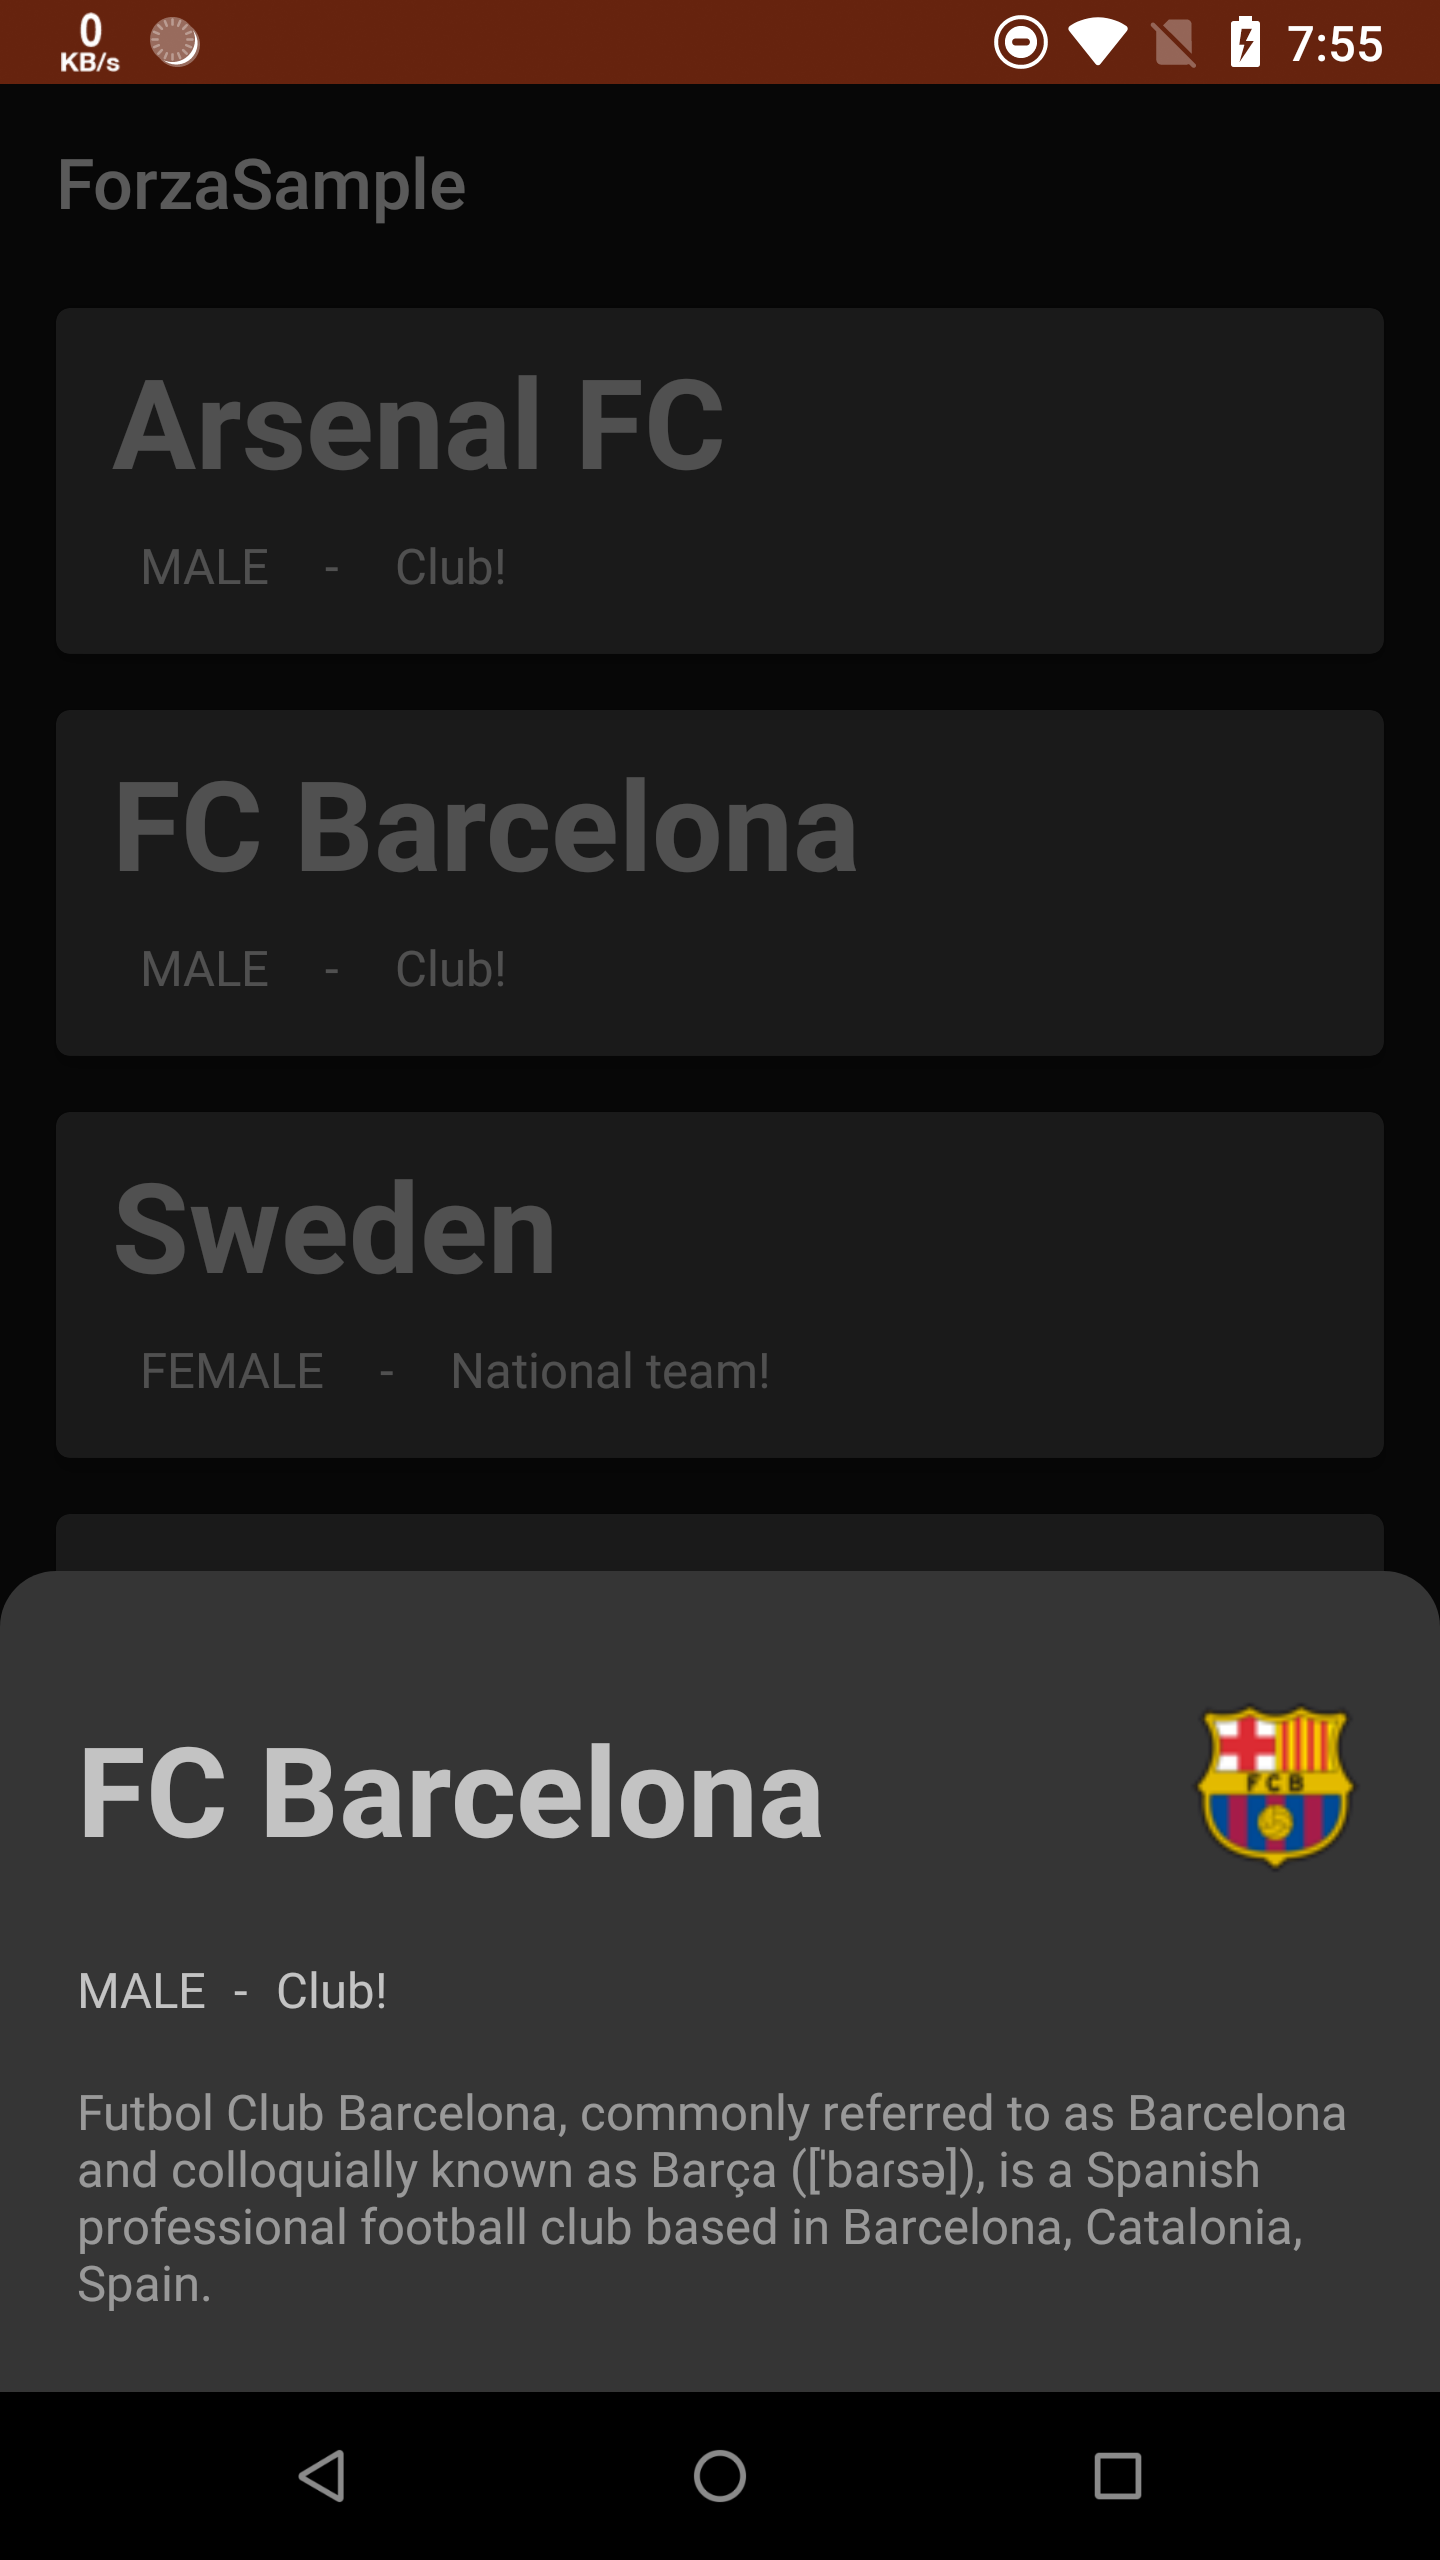 0
KB/s
7:55
ForzaSample
Arsenal FC
MALE - Club!
FC Barcelona
MALE - Club!
Sweden
FEMALE - National team!
FC Barcelona
FCB
MALE - Club!
Futbol Club Barcelona, commonly referred to as Barcelona
and colloquially known as Barça (['baɾsə]), is a Spanish
professional football club based in Barcelona, Catalonia,
Spain.